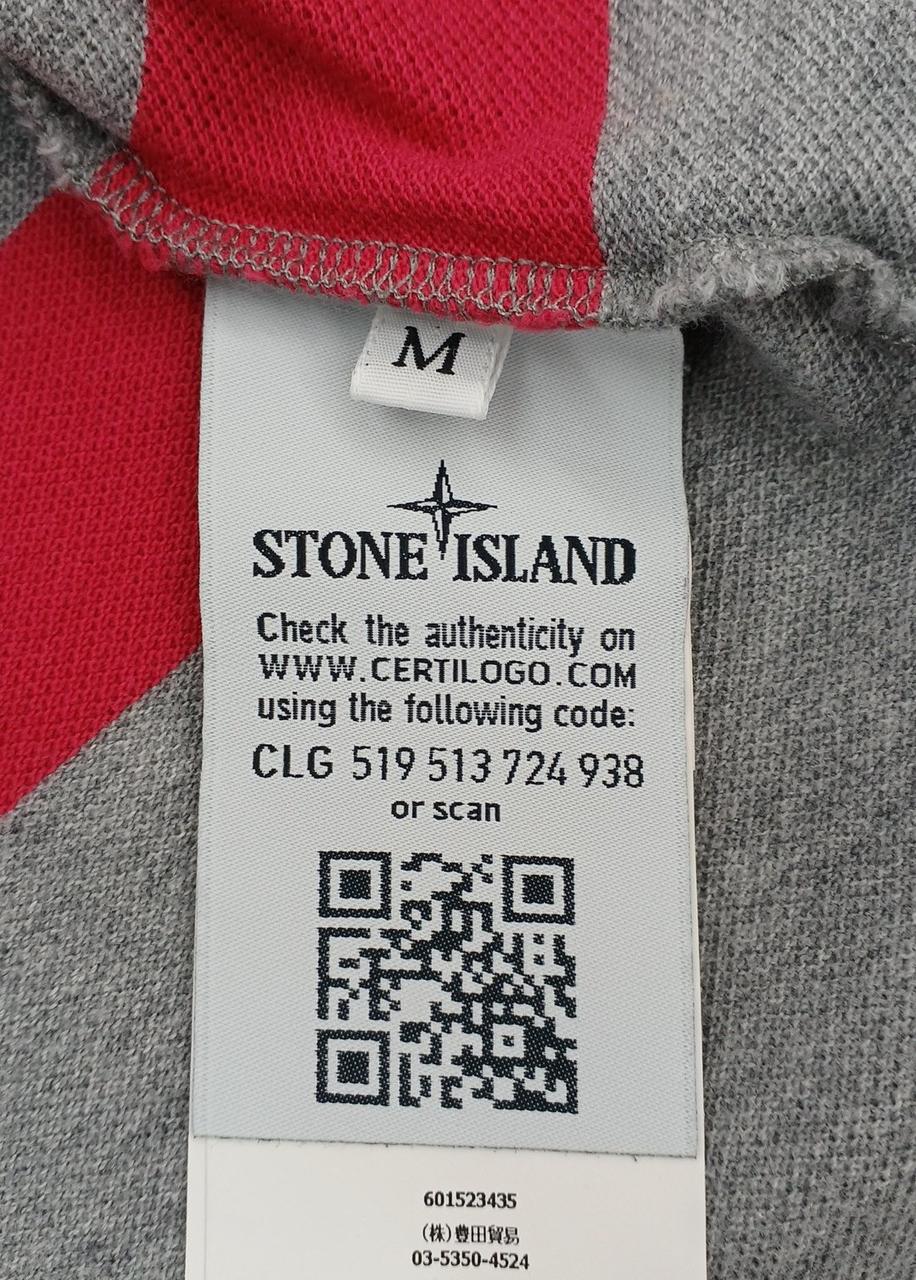 M
STONE ISLAND
Check the authenticity on
WWW.CERTILOGO.COM
using the following code:
CLG 519 513 724 938
or scan
601523435
(株)豊田貿易
03-5350-4524